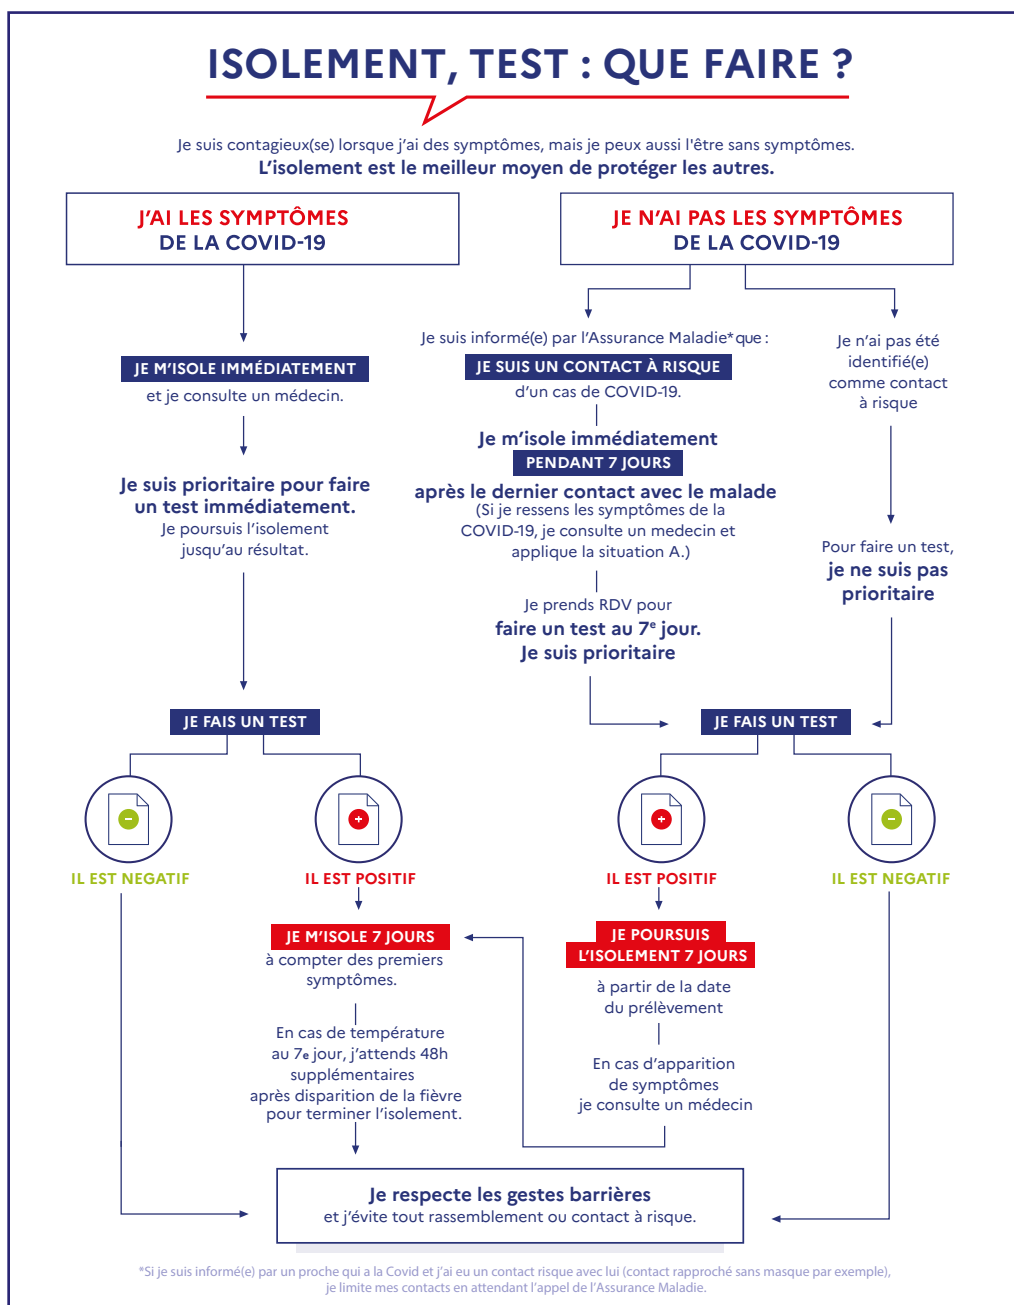 ISOLEMENT, TEST : QUE FAIRE ?
Je suis contagieux(se) lorsque j'ai des symptômes, mais je peux aussi l'être sans symptômes.
L'isolement est le meilleur moyen de protéger les autres.
J'AI LES SYMPTÔMES
DE LA COVID-19
JE M'ISOLE IMMÉDIATEMENT
et je consulte un médecin.
Je suis prioritaire pour faire
un test immédiatement.
Je poursuis l'isolement
jusqu'au résultat.
JE FAIS UN TEST
IL EST NEGATIF
IL EST POSITIF
JE M'ISOLE 7 JOURS
à compter des premiers
symptômes.
En cas de température
au 7e jour, j'attends 48h
supplémentaires
après disparition de la fièvre
pour terminer l'isolement.
JE N'AI PAS LES SYMPTÔMES
DE LA COVID-19
Je suis informé(e) par l'Assurance Maladie* que :
JE SUIS UN CONTACT À RISQUE
d'un cas de COVID-19.
Je m'isole immédiatement
PENDANT 7 JOURS
après le dernier contact avec le malade
(Si je ressens les symptômes de la
COVID-19, je consulte un medecin et
applique la situation A.)
Je prends RDV pour
faire un test au 7e jour.
Je suis prioritaire
Je n'ai pas été
identifié(e)
comme contact
à risque
Pour faire un test,
je ne suis pas
prioritaire
JE FAIS UN TEST
IL EST POSITIF
IL EST NEGATIF
JE POURSUIS
L'ISOLEMENT 7 JOURS
à partir de la date
du prélèvement
En cas d'apparition
de symptômes
je consulte un médecin
Je respecte les gestes barrières
et j'évite tout rassemblement ou contact à risque.
*Si je suis informé(e) par un proche qui a la Covid et j'ai eu un contact risque avec lui (contact rapproché sans masque par exemple),
je limite mes contacts en attendant l'appel de l'Assurance Maladie.